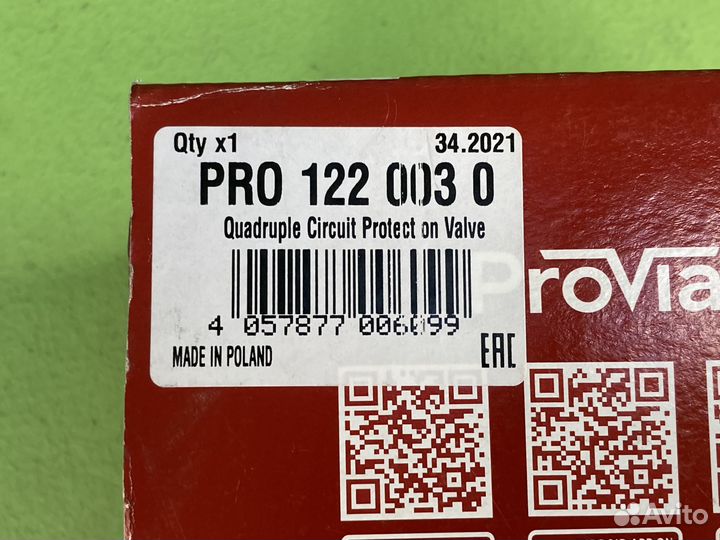 Qty x1 34.2021
PRO 122 003 0
Quadruple Circuit Protect on Valve
ProVia
4 057877 006099
MADE IN POLAND EAC
Avito